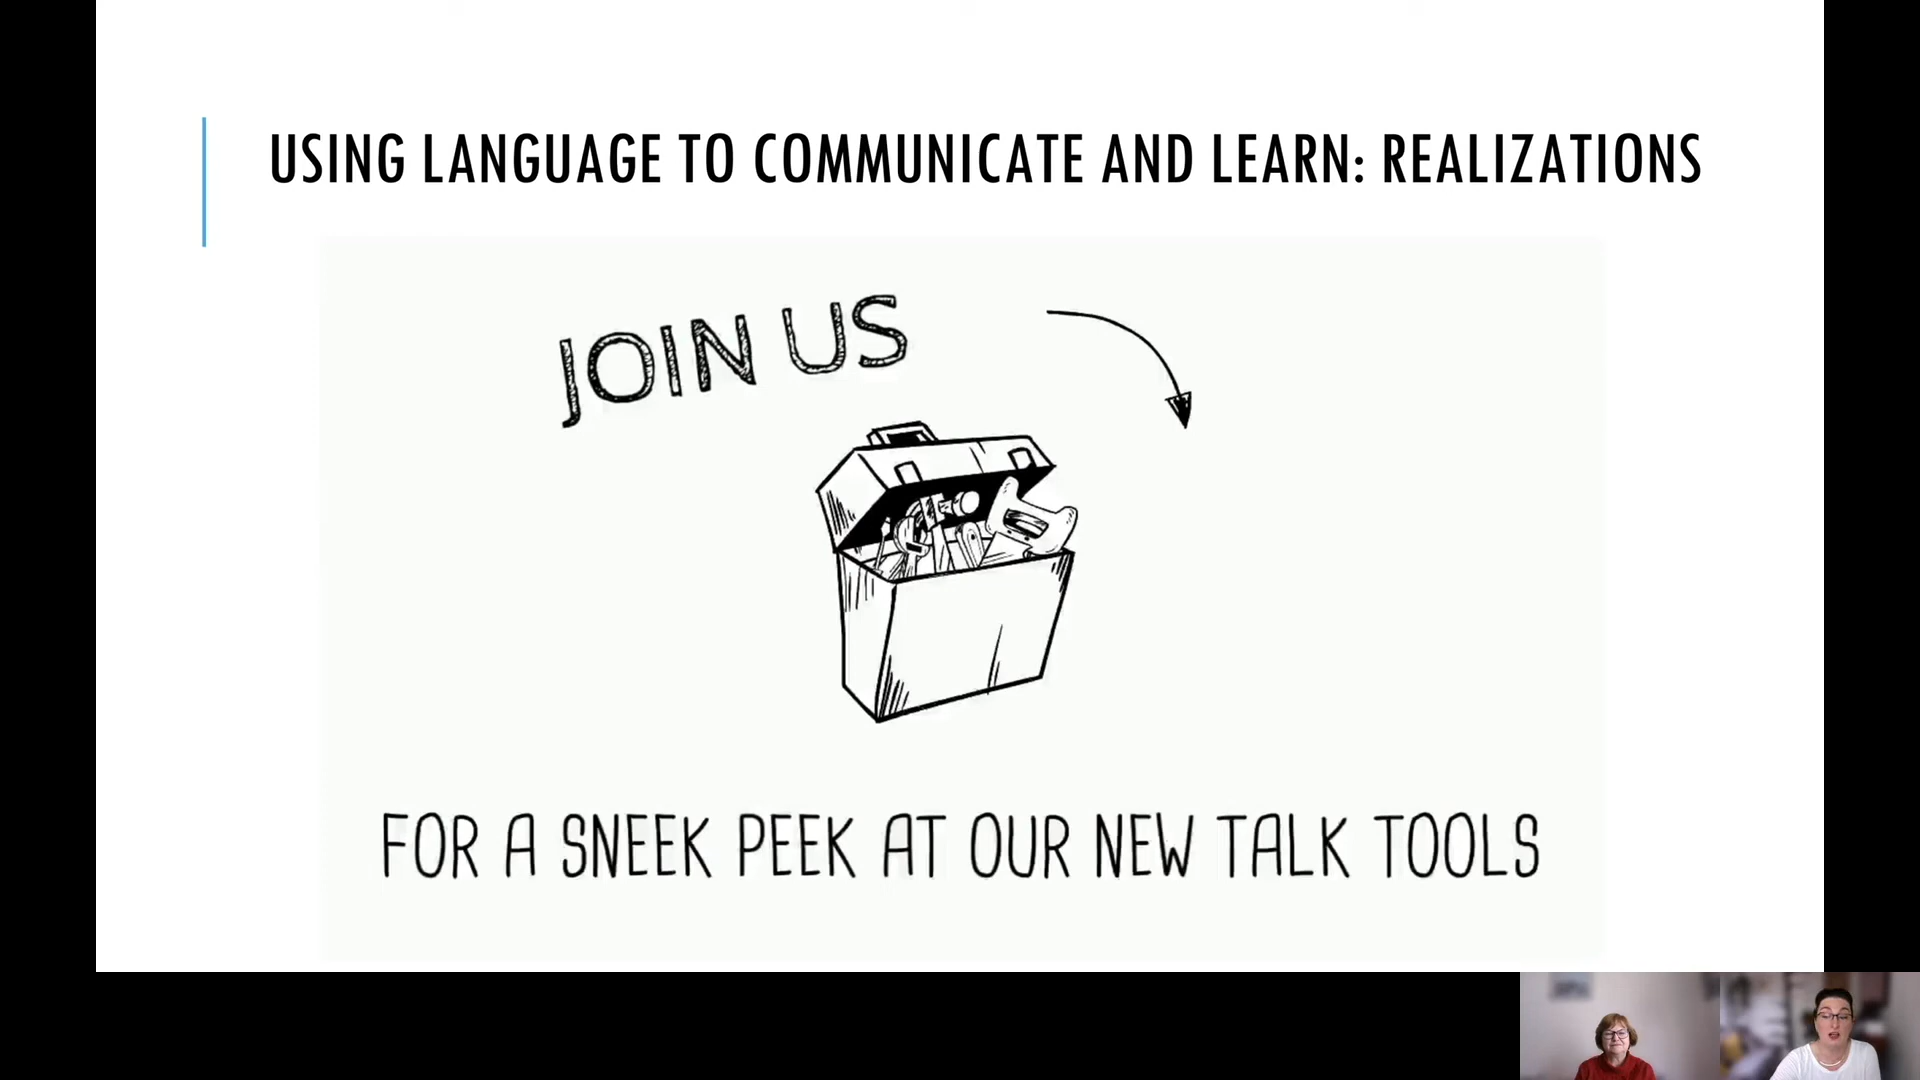 USING LANGUAGE TO COMMUNICATE AND LEARN: REALIZATIONS
JOIN US
FOR A SNEEK PEEK AT OUR NEW TALK TOOLS